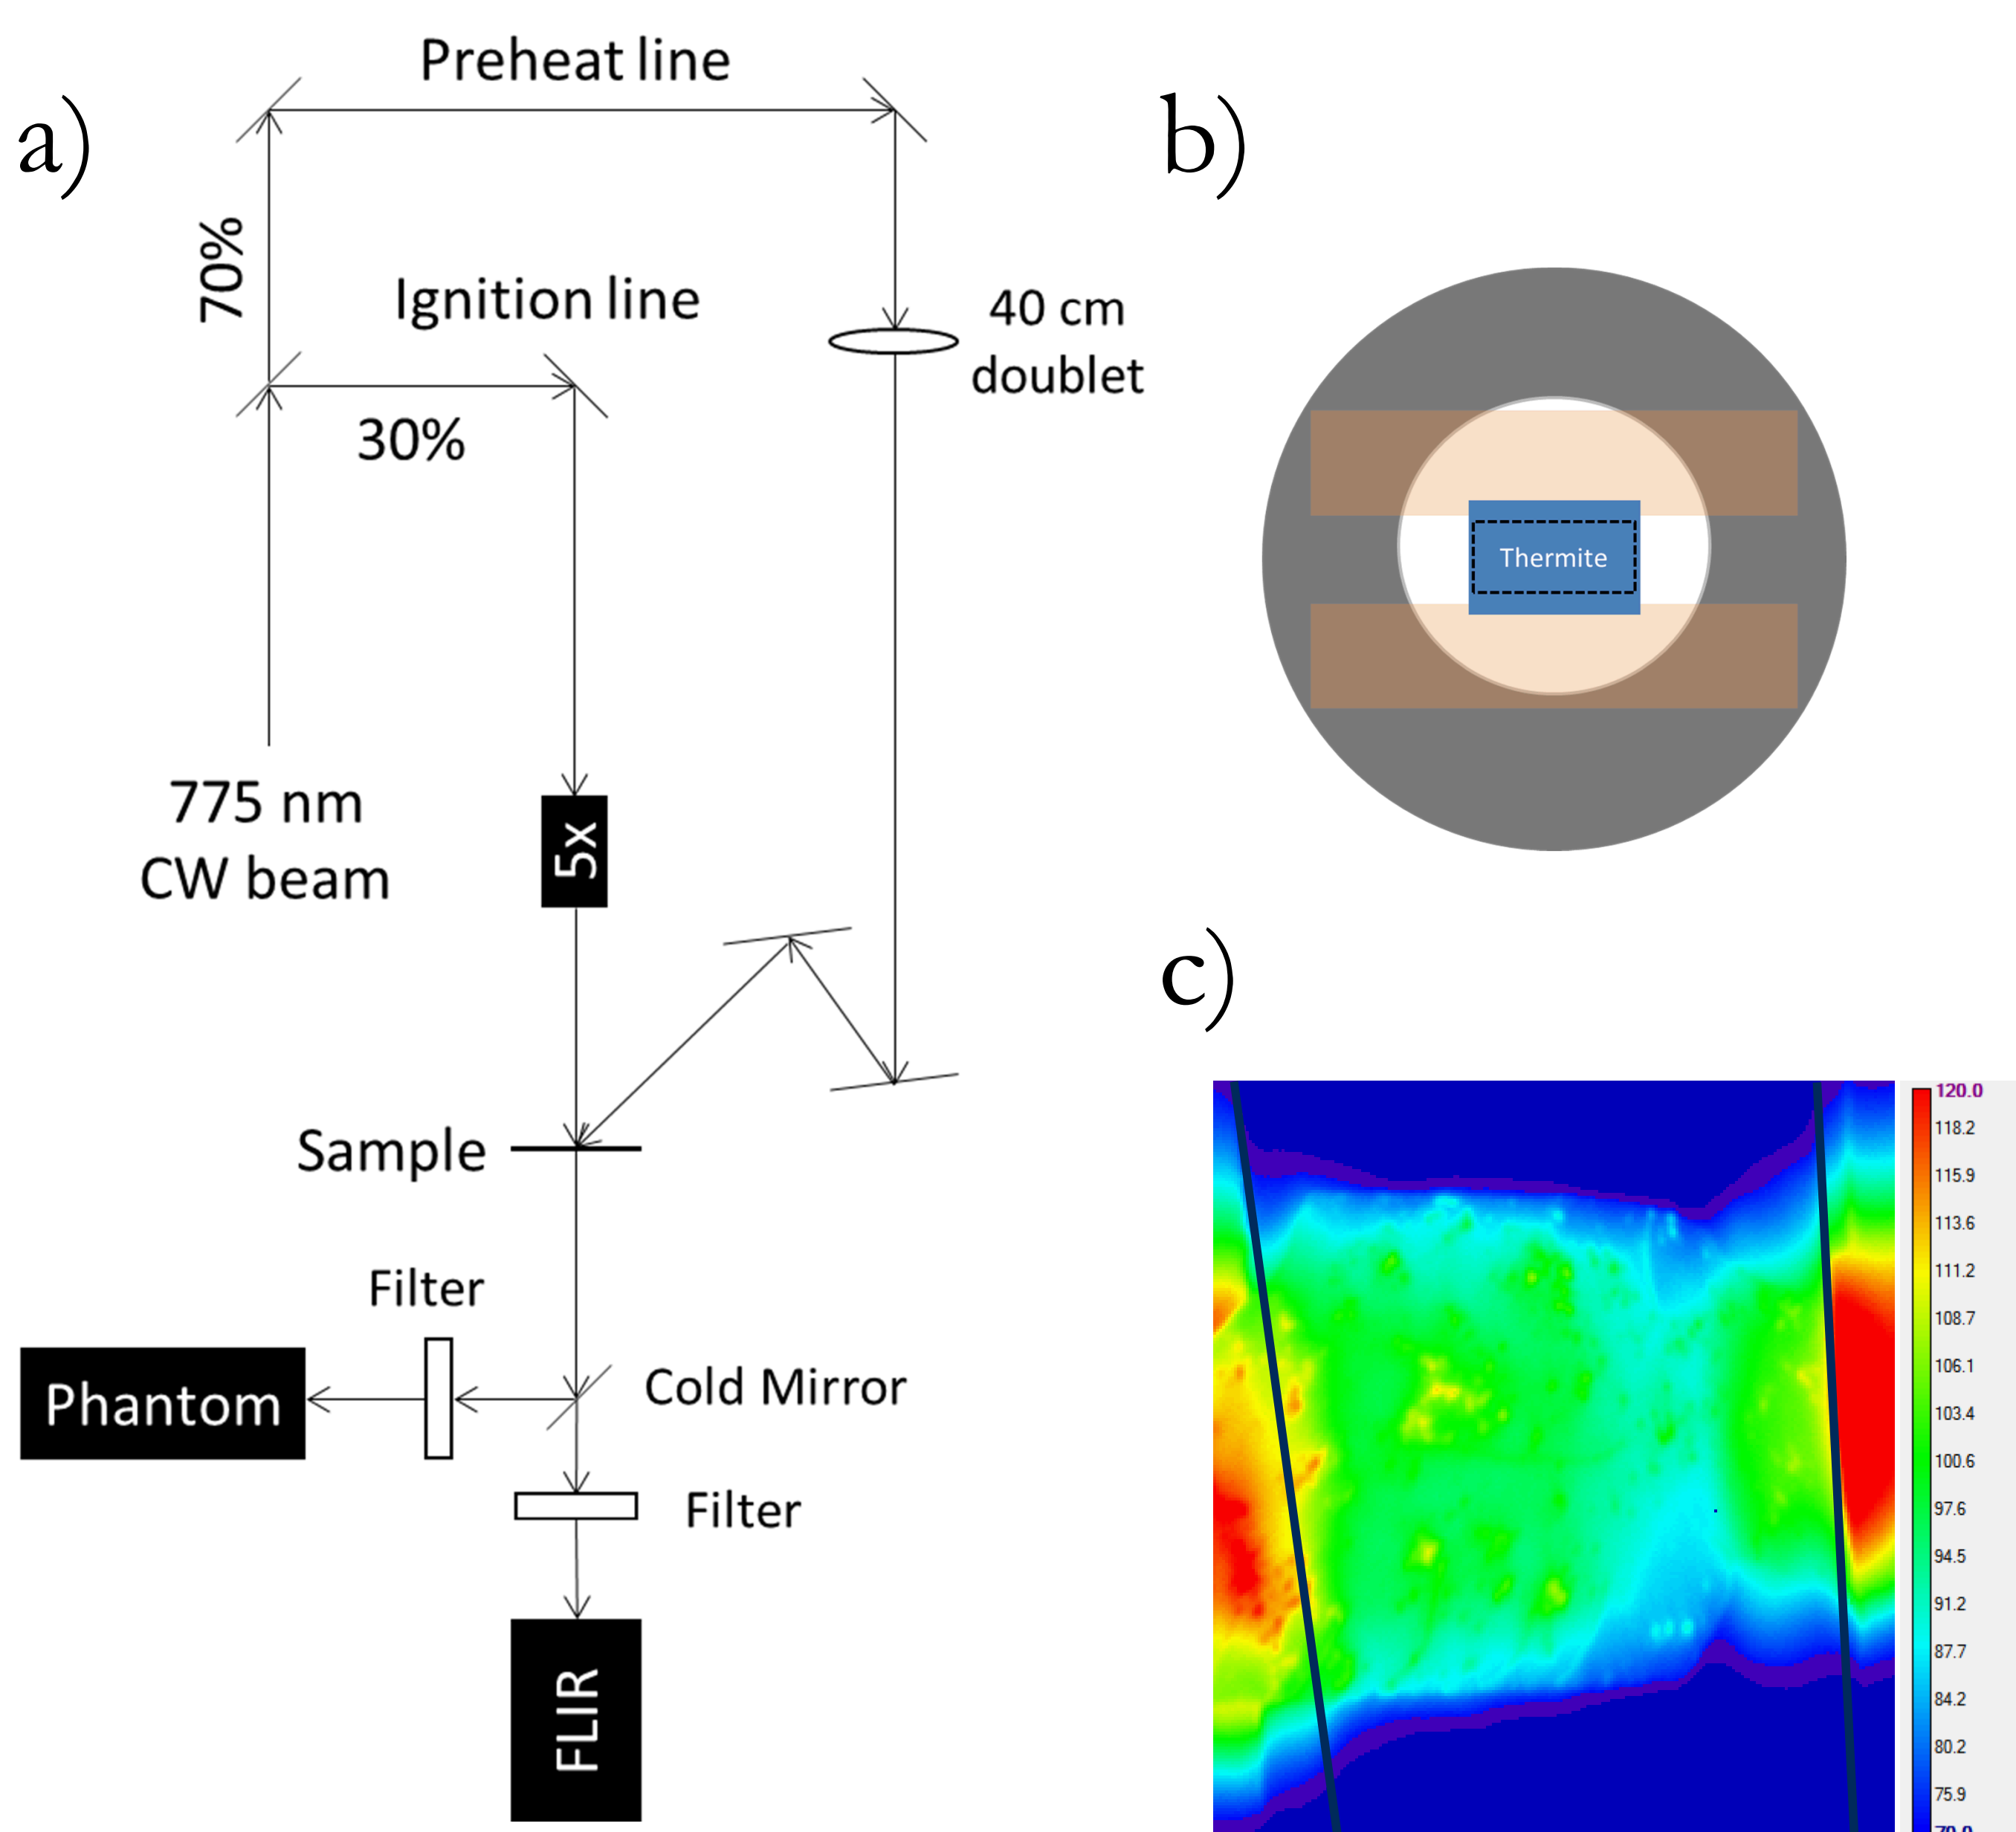 a)
Preheat line
70%
Ignition line
30%
40 cm
doublet
775 nm
CW beam
5x
Sample
Filter
Phantom
Cold Mirror
Filter
FLIR
b)
Thermite
c)
120.0
118.2
115.9
113.6
111.2
108.7
106.1
103.4
100.6
97.6
94.5
91.2
87.7
84.2
80.2
75.9